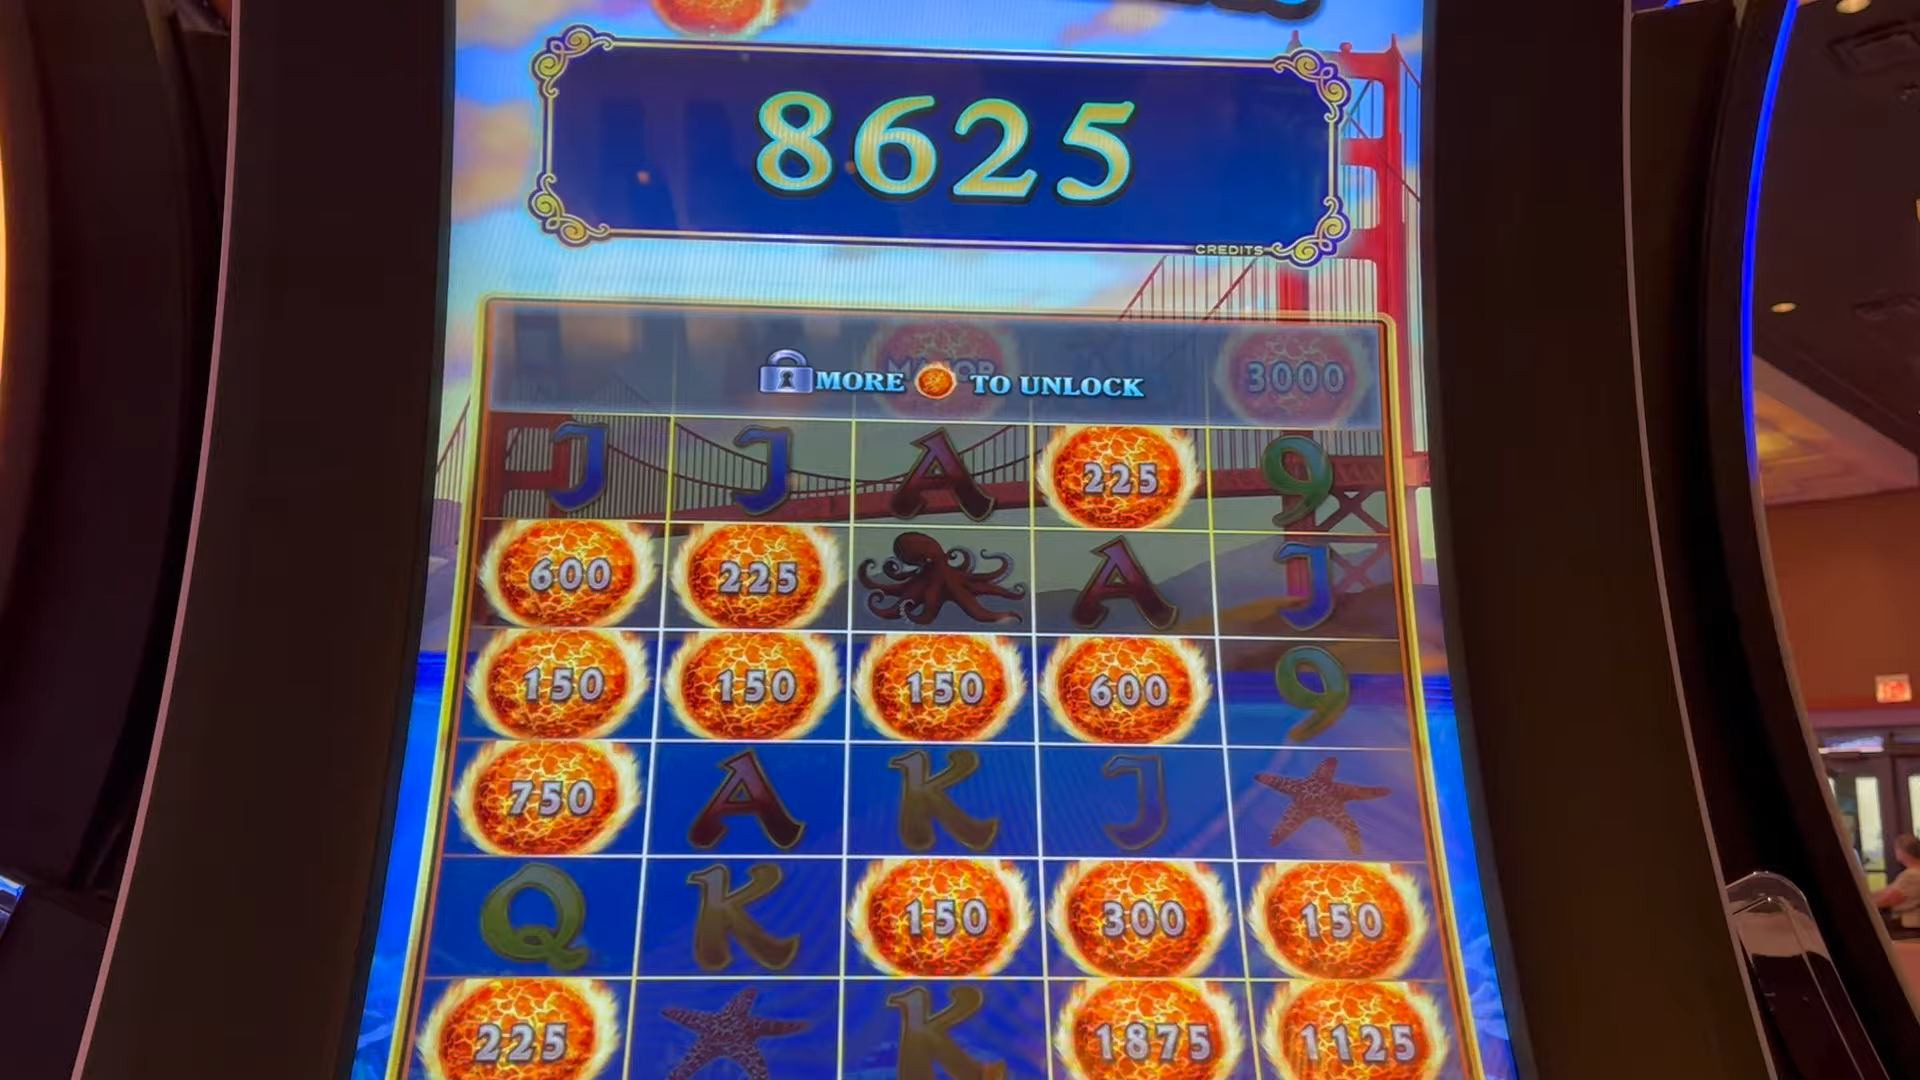 8625
CREDITS
MAJOR 3000
MORE TO UNLOCK
J J A 225 9
600 225 A J
150 150 150 600 9
750 A K J
Q K 150 300 150
225 K 1875 1125